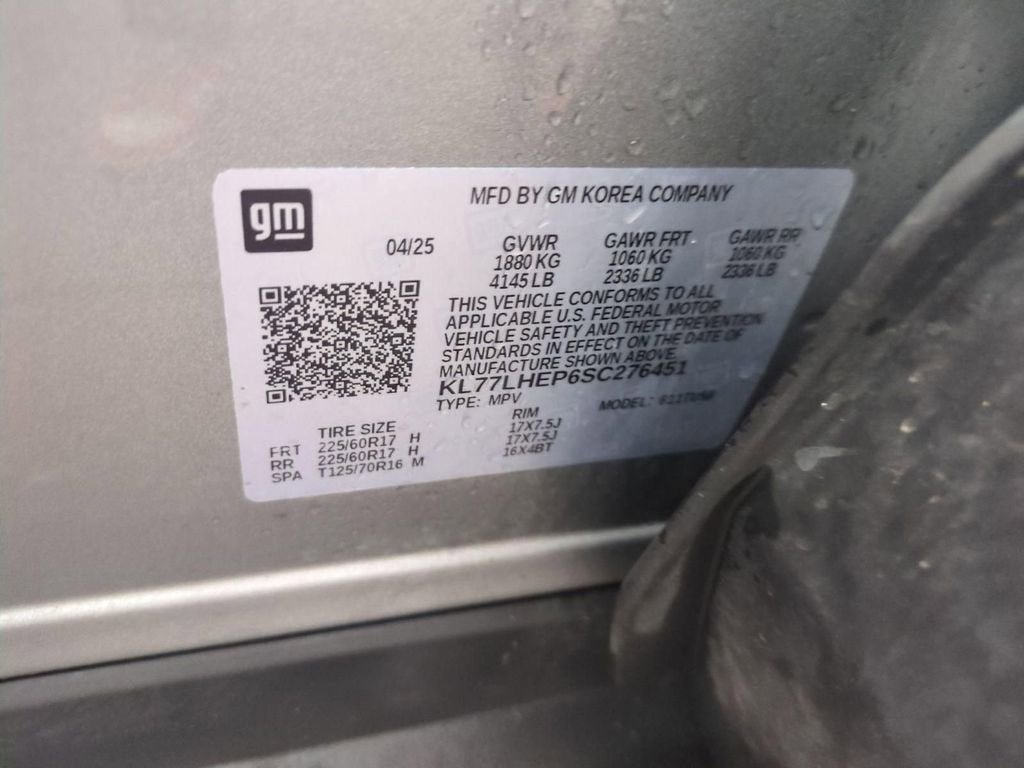 gm
MFD BY GM KOREA COMPANY
04/25 GVWR GAWR FRT GAWR RR
1880 KG 1060 KG 1060 KG
4145 LB 2336 LB 2336 LB
THIS VEHICLE CONFORMS TO ALL
APPLICABLE U.S. FEDERAL MOTOR
VEHICLE SAFETY AND THEFT PREVENTION
STANDARDS IN EFFECT ON THE DATE OF
MANUFACTURE SHOWN ABOVE.
KL77LHEP6SC276451
TYPE: MPV MODEL:
TIRE SIZE RIM
FRT 225/60R17 H 17X7.5J
RR 225/60R17 H 17X7.5J
SPA T125/70R16 M 16X4BT